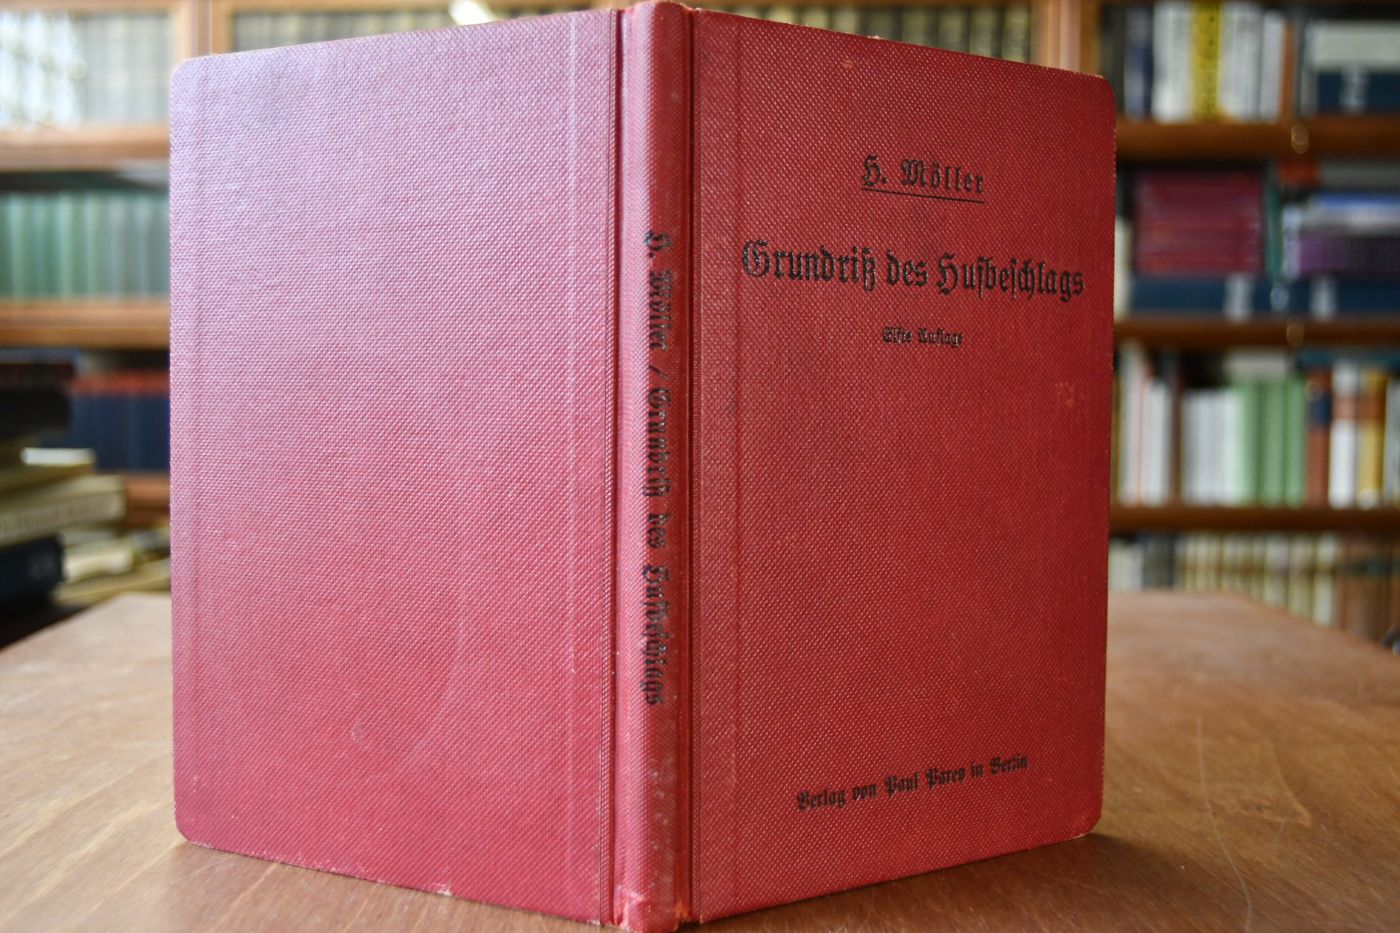 H. Möller
Grundriß des Hufbeschlags
Elfte Auflage
Verlag von Paul Parey in Berlin
H. Möller / Grundriß des Hufbeschlags